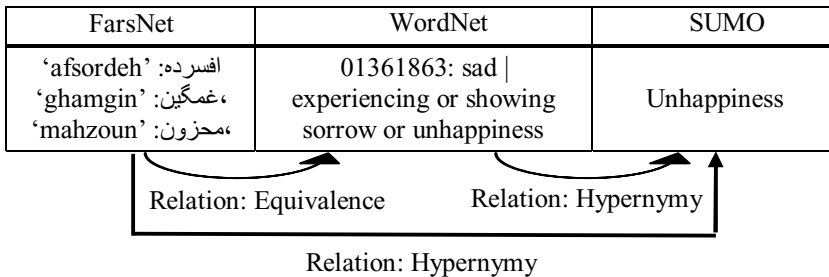 FarsNet WordNet SUMO
‘afsordeh’ :افسرده
،غمگین: ‘ghamgin’
،محزون: ‘mahzoun’
01361863: sad |
experiencing or showing
sorrow or unhappiness
Unhappiness
Relation: Equivalence Relation: Hypernymy
Relation: Hypernymy